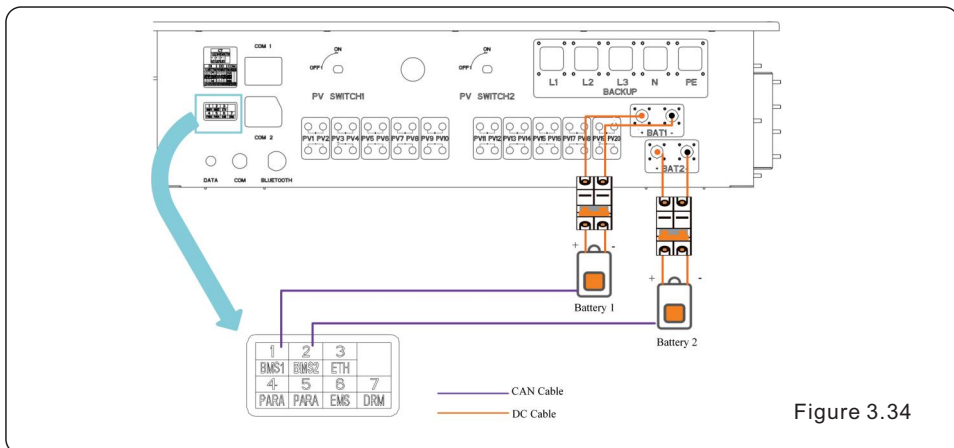 COM 1
ON
OFF
PV SWITCH1
ON
OFF
PV SWITCH2
L1 L2 L3 N PE
BACKUP
+ BAT1 -
+ BAT2 -
COM 2
PV1 PV2 PV3 PV4 PV5 PV6 PV7 PV8 PV9 PV10
PV11 PV12 PV13 PV14 PV15 PV16 PV17 PV18 PV19 PV20
DATA COM BLUETOOTH
+ -
Battery 1
+ -
Battery 2
1 2 3
BMS1 BMS2 ETH
4 5 6 7
PARA PARA EMS DRM
CAN Cable
DC Cable
Figure 3.34